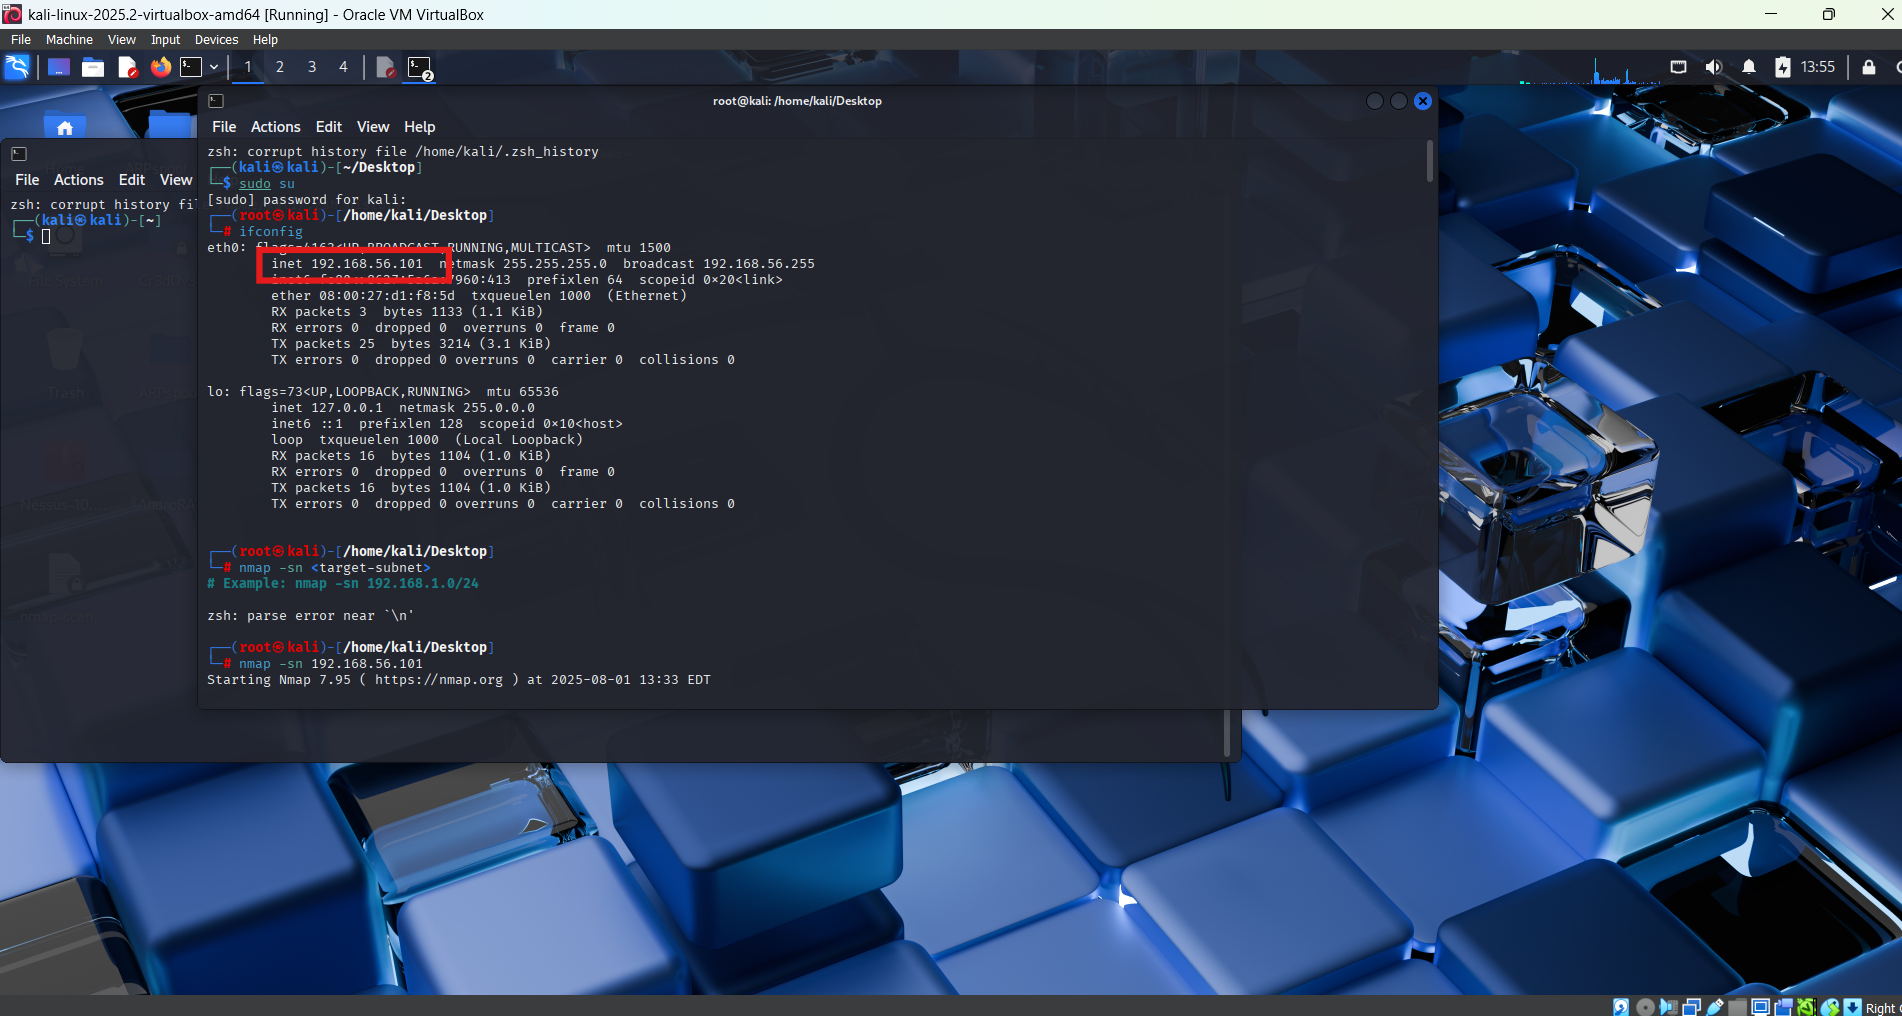 kali-linux-2025.2-virtualbox-amd64 [Running] - Oracle VM VirtualBox
File Machine View Input Devices Help
1 2 3 4 2 13:55
root@kali: /home/kali/Desktop
File Actions Edit View Help
zsh: corrupt history file /home/kali/.zsh_history
(kali㉿kali)-[~/Desktop]
$ sudo su
[sudo] password for kali:
(root㉿kali)-[/home/kali/Desktop]
# ifconfig
eth0: flags=4163<UP,BROADCAST,RUNNING,MULTICAST> mtu 1500
inet 192.168.56.101 netmask 255.255.255.0 broadcast 192.168.56.255
7960:413 prefixlen 64 scopeid 0×20<link>
ether 08:00:27:d1:f8:5d txqueuelen 1000 (Ethernet)
RX packets 3 bytes 1133 (1.1 KiB)
RX errors 0 dropped 0 overruns 0 frame 0
TX packets 25 bytes 3214 (3.1 KiB)
TX errors 0 dropped 0 overruns 0 carrier 0 collisions 0
lo: flags=73<UP,LOOPBACK,RUNNING> mtu 65536
inet 127.0.0.1 netmask 255.0.0.0
inet6 ::1 prefixlen 128 scopeid 0×10<host>
loop txqueuelen 1000 (Local Loopback)
RX packets 16 bytes 1104 (1.0 KiB)
RX errors 0 dropped 0 overruns 0 frame 0
TX packets 16 bytes 1104 (1.0 KiB)
TX errors 0 dropped 0 overruns 0 carrier 0 collisions 0
(root㉿kali)-[/home/kali/Desktop]
# nmap -sn <target-subnet>
# Example: nmap -sn 192.168.1.0/24
zsh: parse error near `\n'
(root㉿kali)-[/home/kali/Desktop]
# nmap -sn 192.168.56.101
Starting Nmap 7.95 ( https://nmap.org ) at 2025-08-01 13:33 EDT
File Actions Edit View
zsh: corrupt history fi
(kali㉿kali)-[~]
$
File System
Trash
Nessus-10...
Right